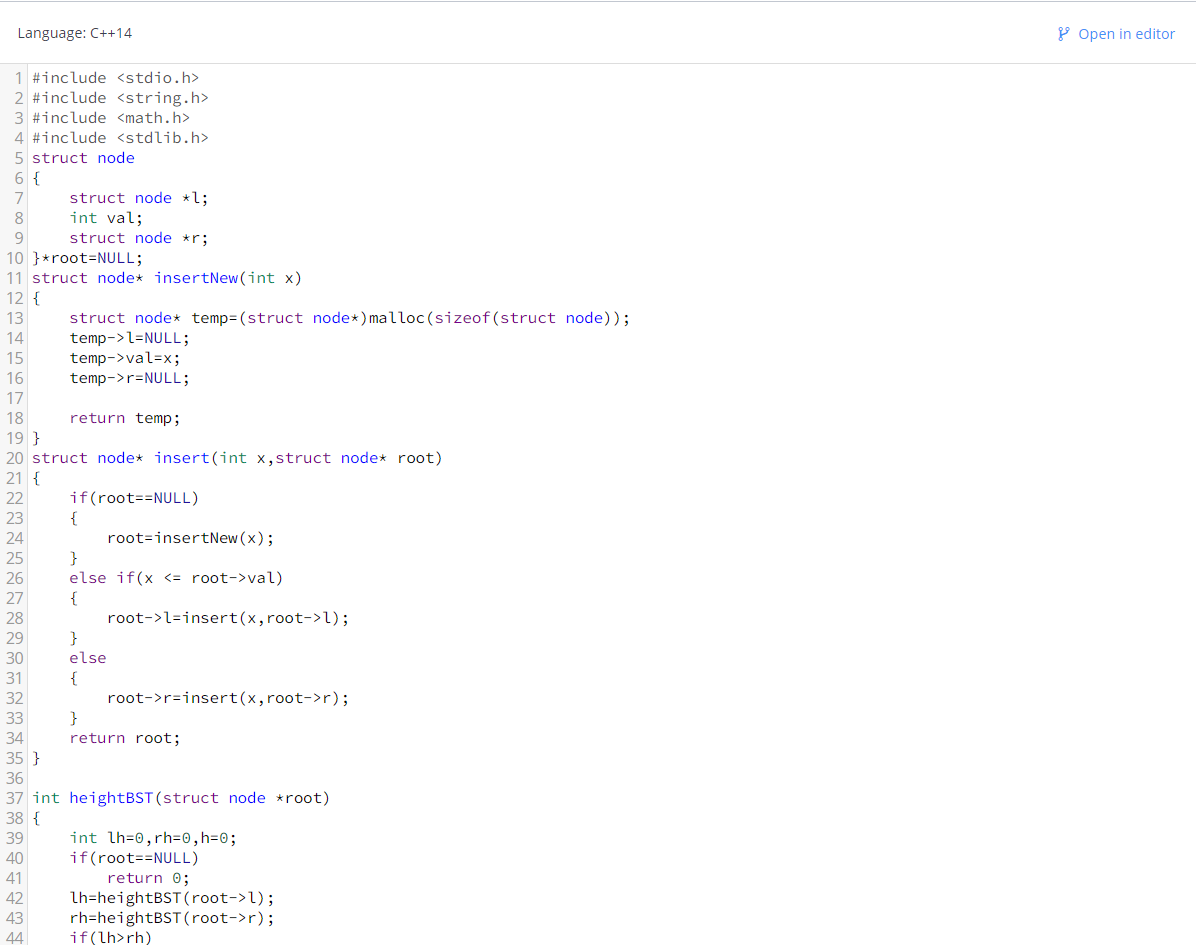 Language: C++14
Open in editor
1 #include <stdio.h>
2 #include <string.h>
3 #include <math.h>
4 #include <stdlib.h>
5 struct node
6 {
7     struct node *l;
8     int val;
9     struct node *r;
10 }*root=NULL;
11 struct node* insertNew(int x)
12 {
13     struct node* temp=(struct node*)malloc(sizeof(struct node));
14     temp->l=NULL;
15     temp->val=x;
16     temp->r=NULL;
17
18     return temp;
19 }
20 struct node* insert(int x,struct node* root)
21 {
22     if(root==NULL)
23     {
24         root=insertNew(x);
25     }
26     else if(x <= root->val)
27     {
28         root->l=insert(x,root->l);
29     }
30     else
31     {
32         root->r=insert(x,root->r);
33     }
34     return root;
35 }
36
37 int heightBST(struct node *root)
38 {
39     int lh=0,rh=0,h=0;
40     if(root==NULL)
41         return 0;
42     lh=heightBST(root->l);
43     rh=heightBST(root->r);
44     if(lh>rh)